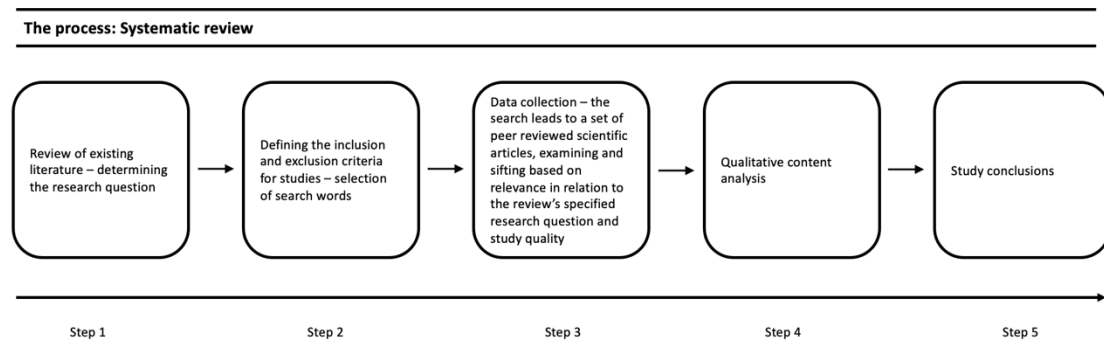 The process: Systematic review
Review of existing
literature – determining
the research question
Defining the inclusion
and exclusion criteria
for studies – selection
of search words
Data collection – the
search leads to a set of
peer reviewed scientific
articles, examining and
sifting based on
relevance in relation to
the review's specified
research question and
study quality
Qualitative content
analysis
Study conclusions
Step 1
Step 2
Step 3
Step 4
Step 5